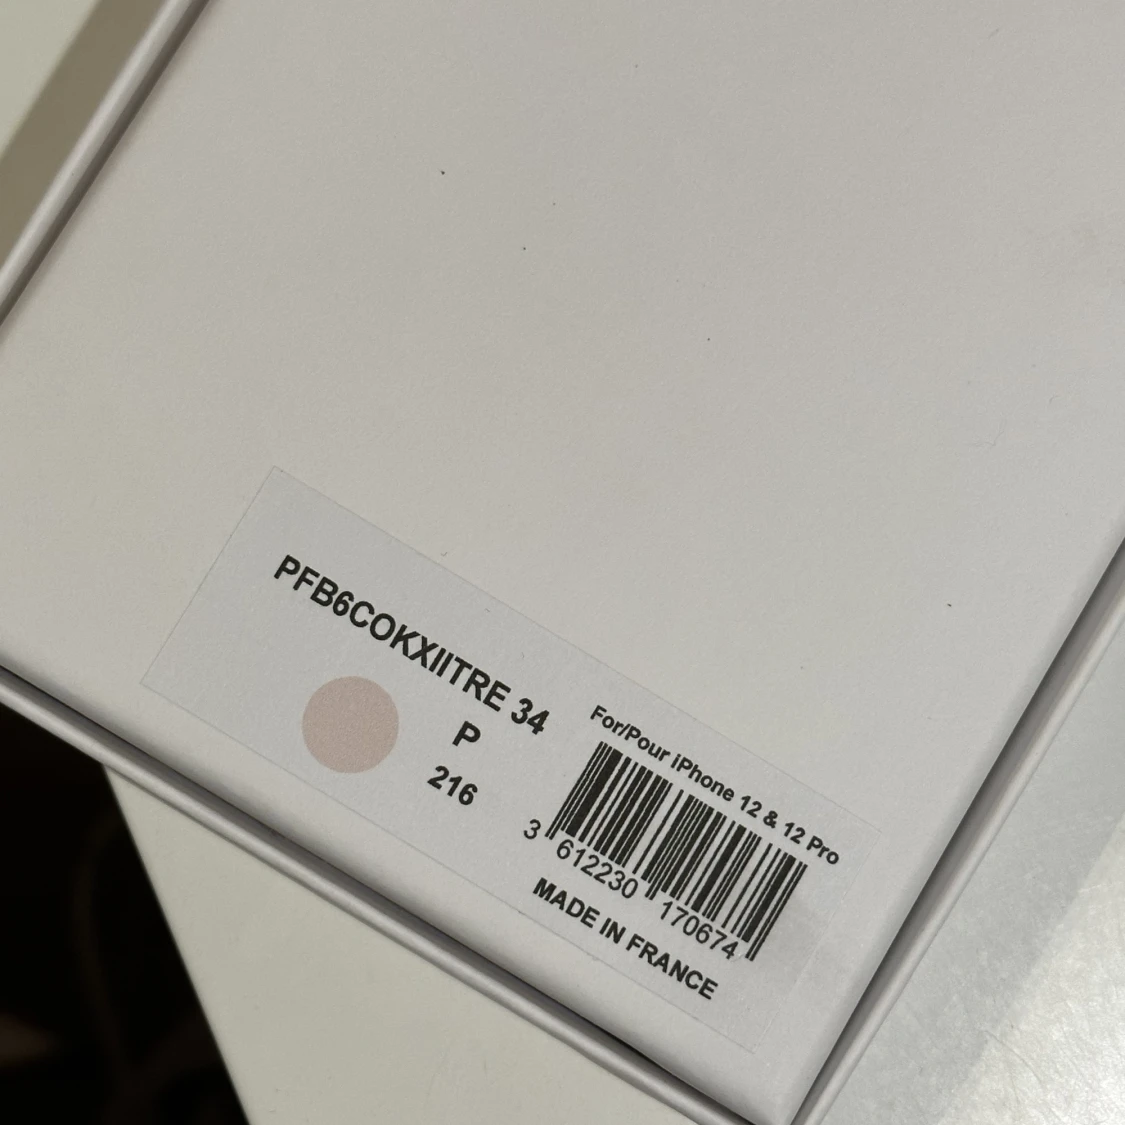 PFB6COKXIITRE 34
P
216
For/Pour iPhone 12 & 12 Pro
3 612230 170674
MADE IN FRANCE